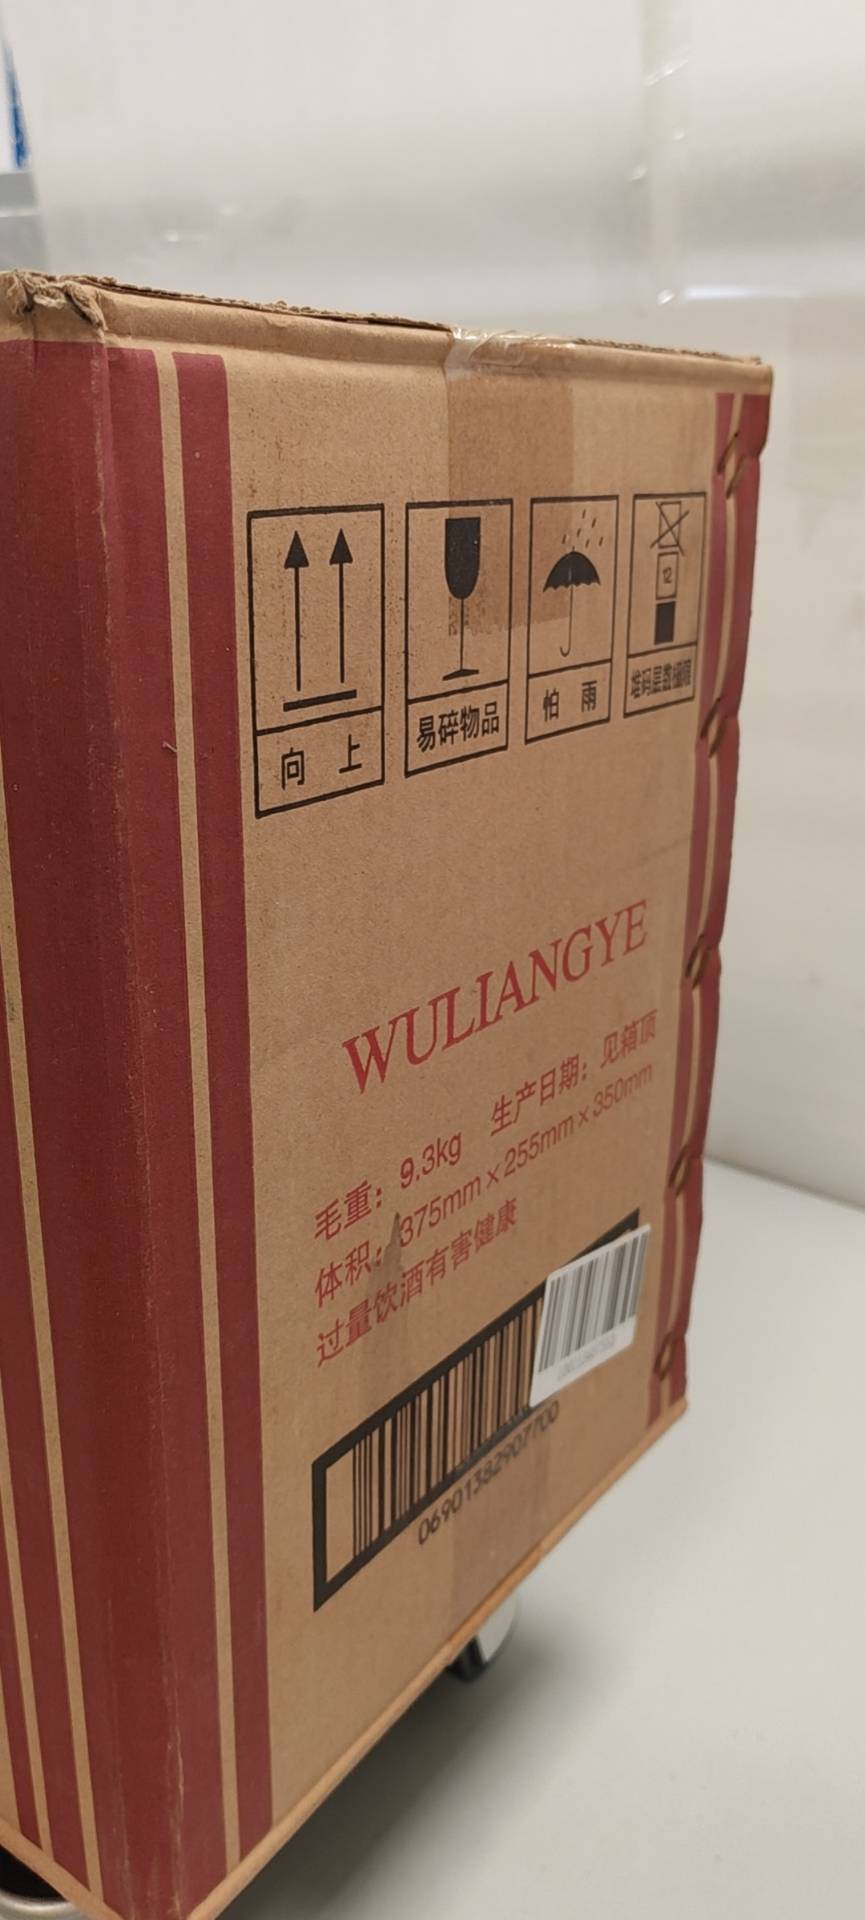 向上
易碎物品
怕雨
12
堆码层数极限
WULIANGYE
毛重：9.3kg 生产日期：见箱顶
体积：375mm×255mm×350mm
过量饮酒有害健康
06901382907700